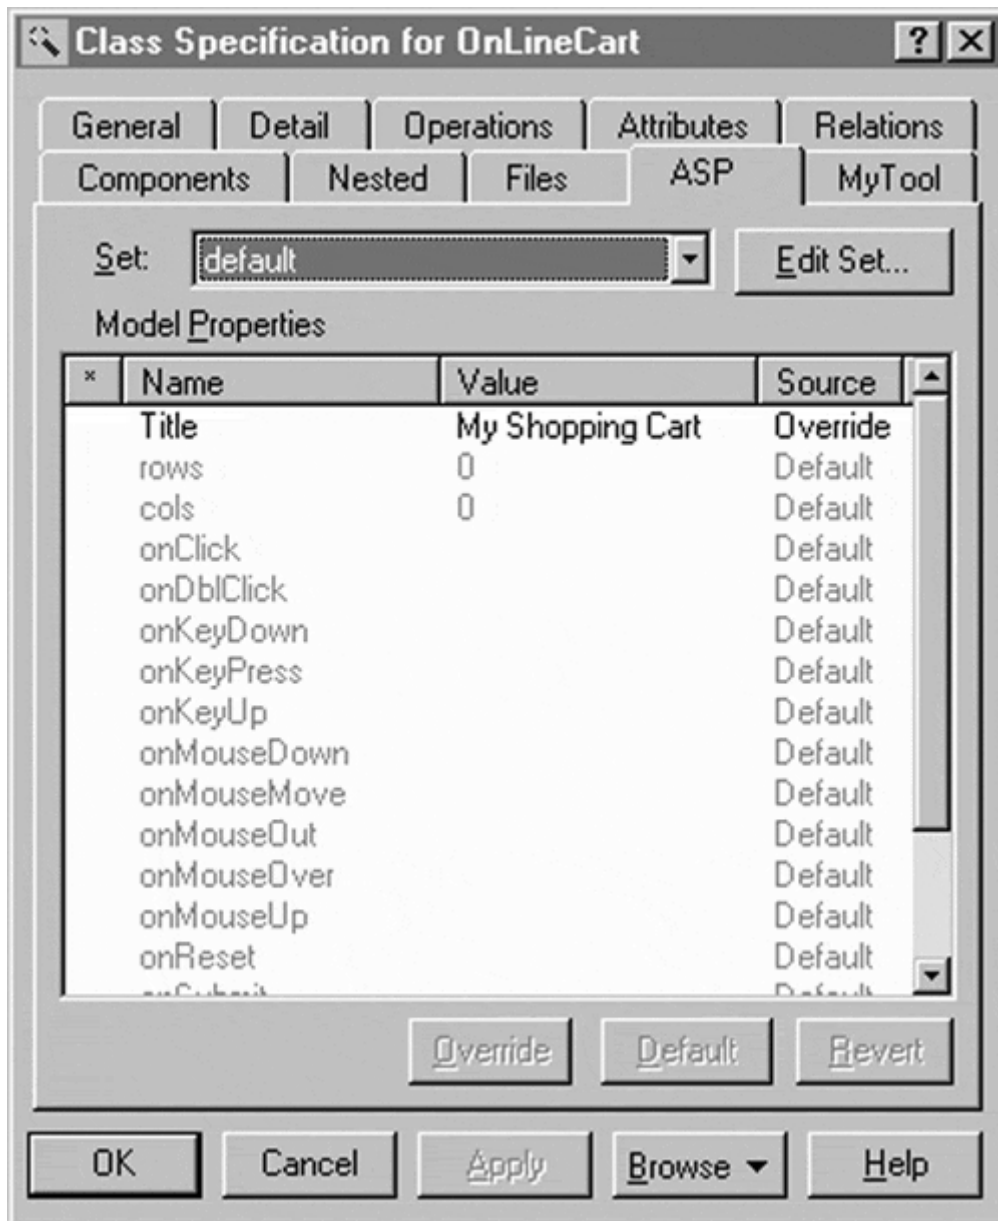 Class Specification for OnLineCart ? ×
General Detail Operations Attributes Relations
Components Nested Files ASP MyTool
Set: default Edit Set...
Model Properties
× Name Value Source
Title My Shopping Cart Override
rows 0 Default
cols 0 Default
onClick Default
onDblClick Default
onKeyDown Default
onKeyPress Default
onKeyUp Default
onMouseDown Default
onMouseMove Default
onMouseOut Default
onMouseOver Default
onMouseUp Default
onReset Default
onSubmit Default
Override Default Revert
OK Cancel Apply Browse Help